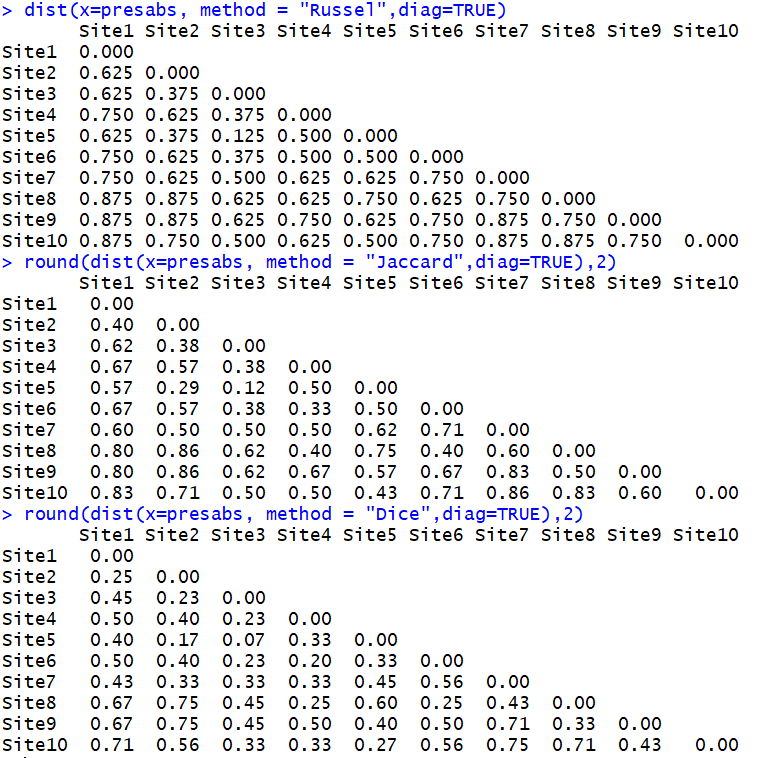 > dist(x=presabs, method = "Russel",diag=TRUE)
      Site1 Site2 Site3 Site4 Site5 Site6 Site7 Site8 Site9 Site10
Site1  0.000
Site2  0.625 0.000
Site3  0.625 0.375 0.000
Site4  0.750 0.625 0.375 0.000
Site5  0.625 0.375 0.125 0.500 0.000
Site6  0.750 0.625 0.375 0.500 0.500 0.000
Site7  0.750 0.625 0.500 0.625 0.625 0.750 0.000
Site8  0.875 0.875 0.625 0.625 0.750 0.625 0.750 0.000
Site9  0.875 0.875 0.625 0.750 0.625 0.750 0.875 0.750 0.000
Site10 0.875 0.750 0.500 0.625 0.500 0.750 0.875 0.875 0.750  0.000
> round(dist(x=presabs, method = "Jaccard",diag=TRUE),2)
      Site1 Site2 Site3 Site4 Site5 Site6 Site7 Site8 Site9 Site10
Site1   0.00
Site2   0.40  0.00
Site3   0.62  0.38  0.00
Site4   0.67  0.57  0.38  0.00
Site5   0.57  0.29  0.12  0.50  0.00
Site6   0.67  0.57  0.38  0.33  0.50  0.00
Site7   0.60  0.50  0.50  0.50  0.62  0.71  0.00
Site8   0.80  0.86  0.62  0.40  0.75  0.40  0.60  0.00
Site9   0.80  0.86  0.62  0.67  0.57  0.67  0.83  0.50  0.00
Site10  0.83  0.71  0.50  0.50  0.43  0.71  0.86  0.83  0.60   0.00
> round(dist(x=presabs, method = "Dice",diag=TRUE),2)
      Site1 Site2 Site3 Site4 Site5 Site6 Site7 Site8 Site9 Site10
Site1   0.00
Site2   0.25  0.00
Site3   0.45  0.23  0.00
Site4   0.50  0.40  0.23  0.00
Site5   0.40  0.17  0.07  0.33  0.00
Site6   0.50  0.40  0.23  0.20  0.33  0.00
Site7   0.43  0.33  0.33  0.33  0.45  0.56  0.00
Site8   0.67  0.75  0.45  0.25  0.60  0.25  0.43  0.00
Site9   0.67  0.75  0.45  0.50  0.40  0.50  0.71  0.33  0.00
Site10  0.71  0.56  0.33  0.33  0.27  0.56  0.75  0.71  0.43   0.00